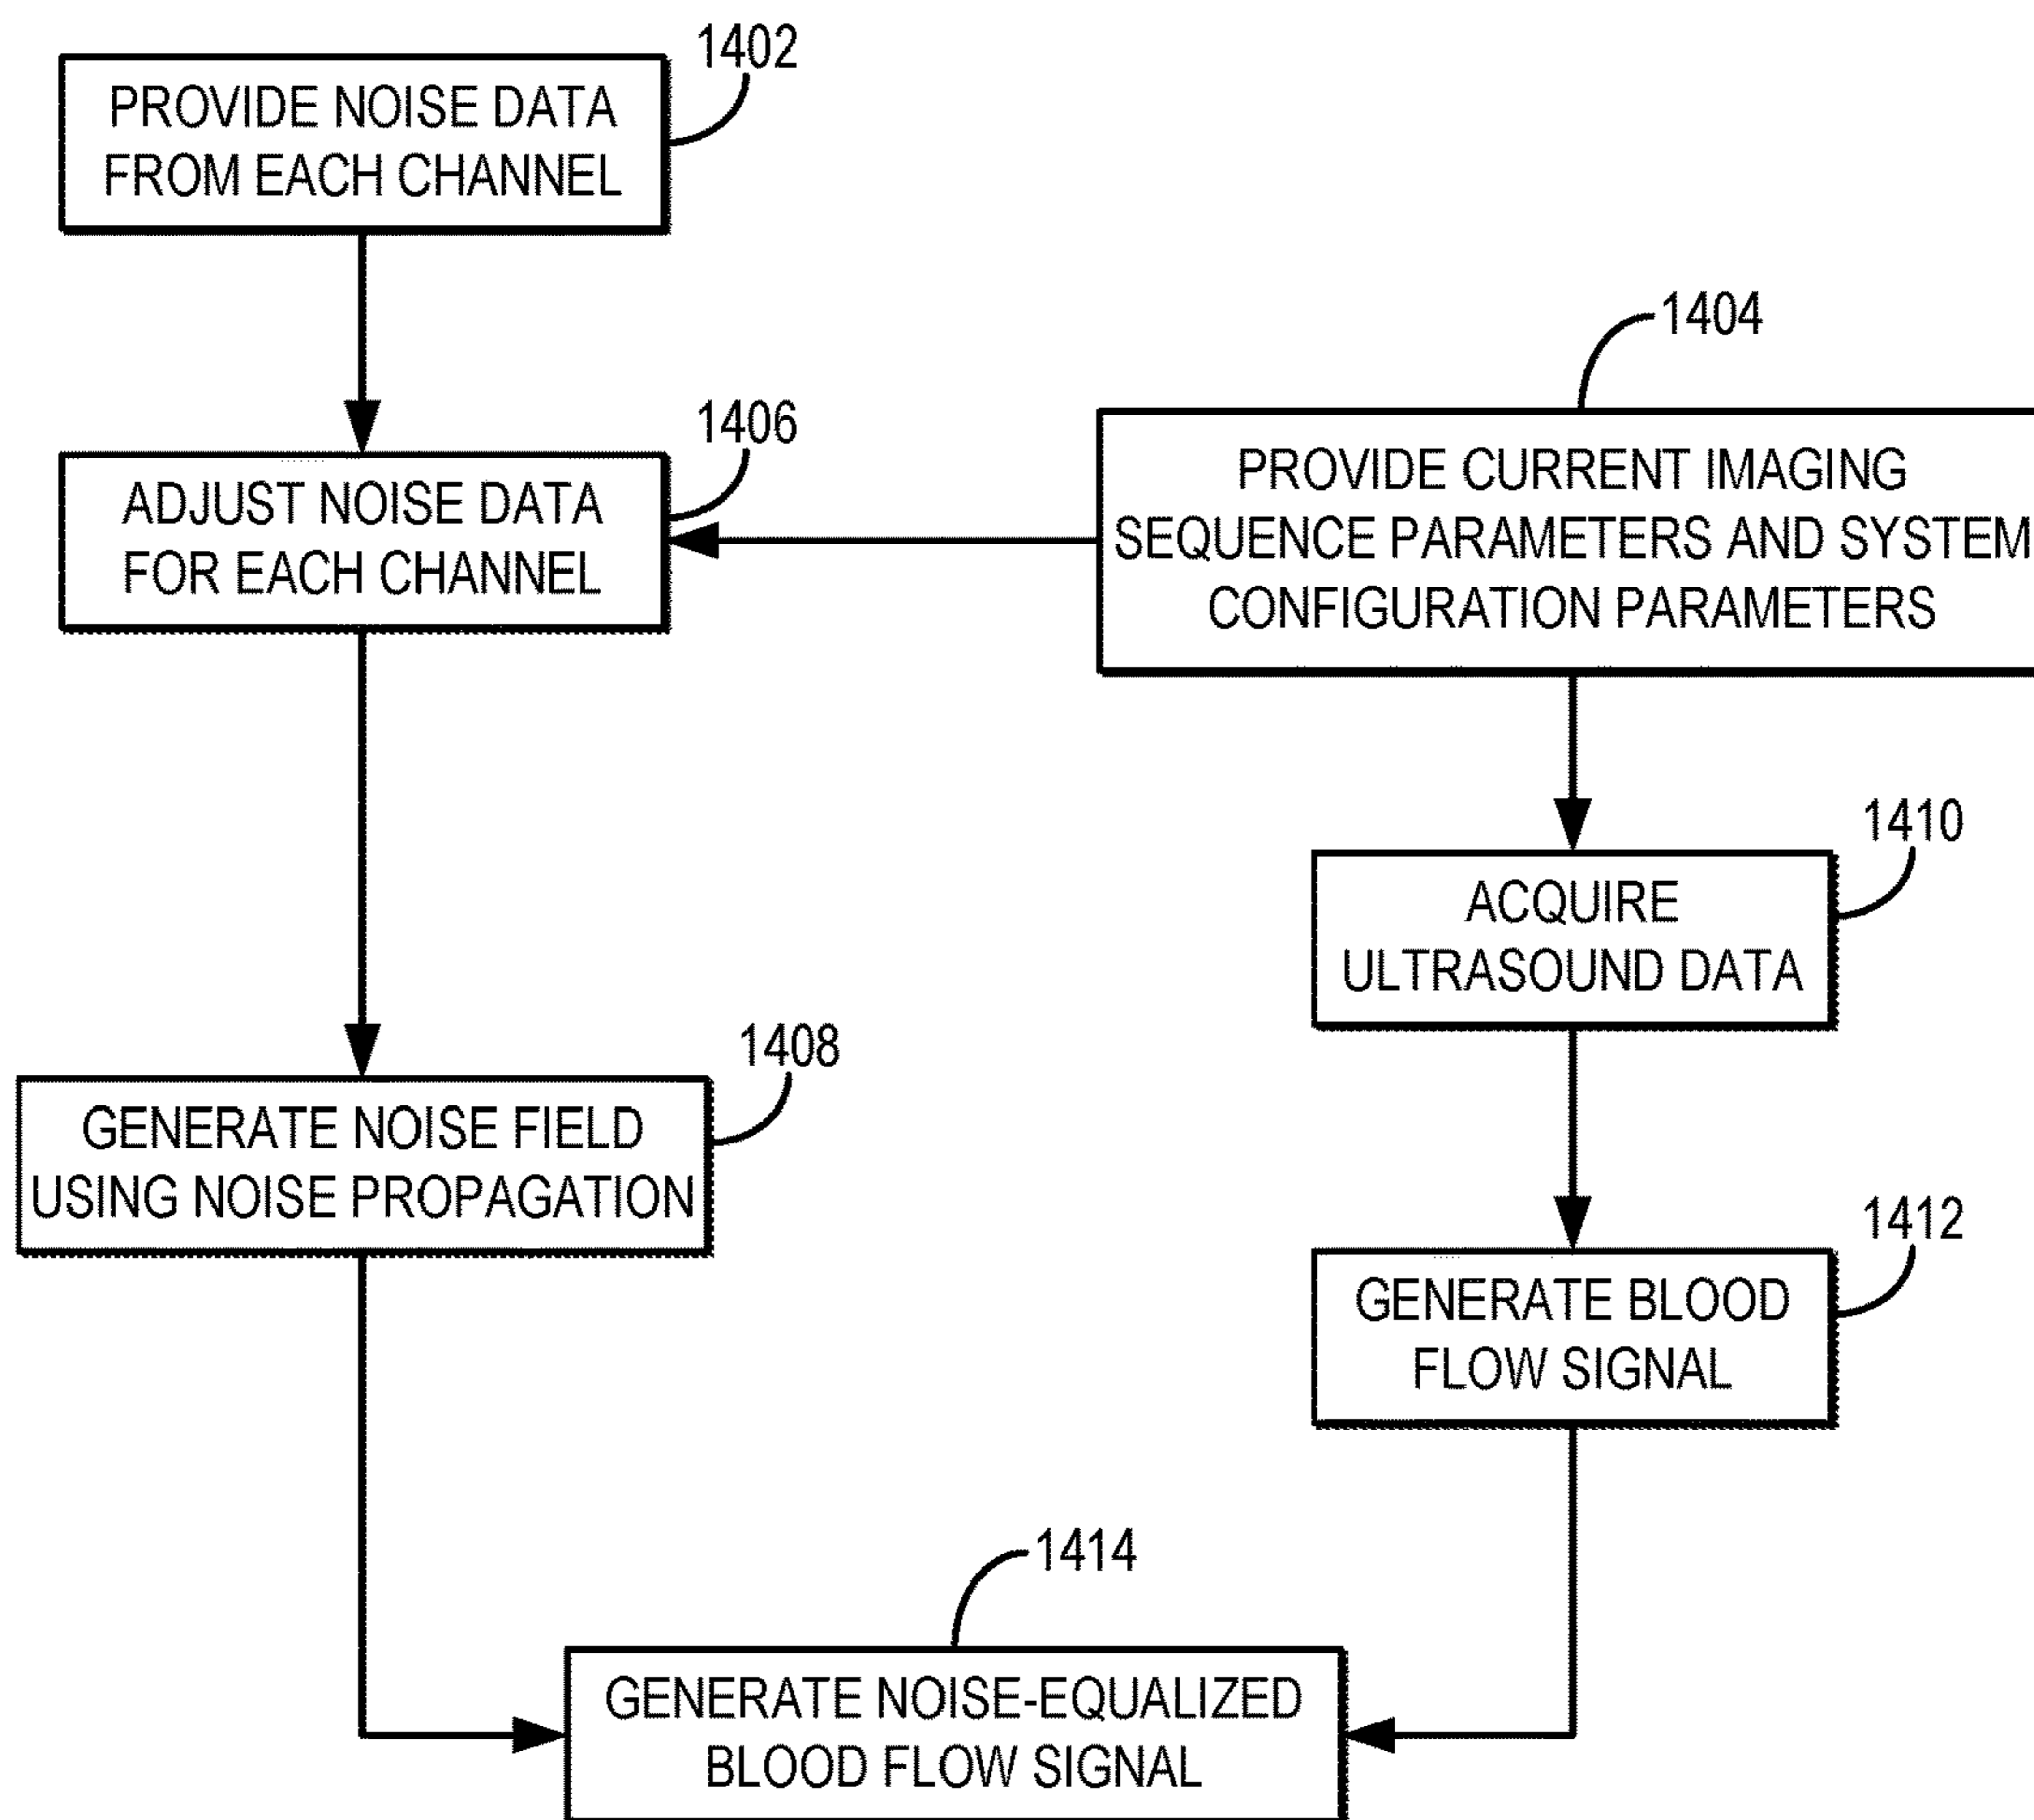 1402
PROVIDE NOISE DATA
FROM EACH CHANNEL
1404
PROVIDE CURRENT IMAGING
SEQUENCE PARAMETERS AND SYSTEM
CONFIGURATION PARAMETERS
1406
ADJUST NOISE DATA
FOR EACH CHANNEL
1410
ACQUIRE
ULTRASOUND DATA
1408
GENERATE NOISE FIELD
USING NOISE PROPAGATION
1412
GENERATE BLOOD
FLOW SIGNAL
1414
GENERATE NOISE-EQUALIZED
BLOOD FLOW SIGNAL